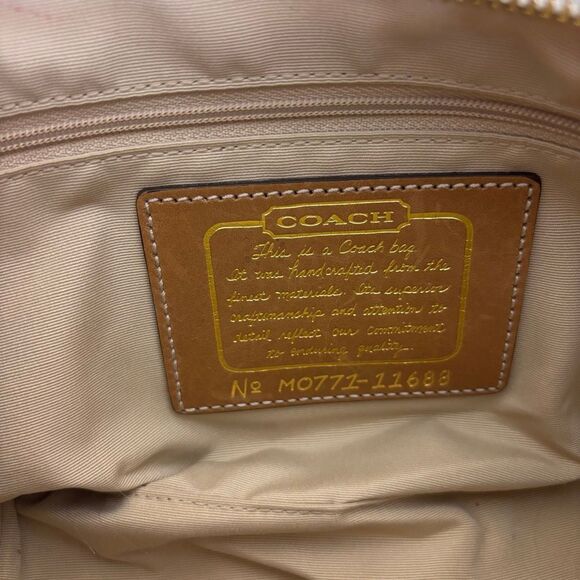 COACH
This is a Coach bag.
It was handcrafted from the
finest materials. Its superior
craftsmanship and attention to
detail reflect our commitment
to enduring quality.
Nº M0771-11688